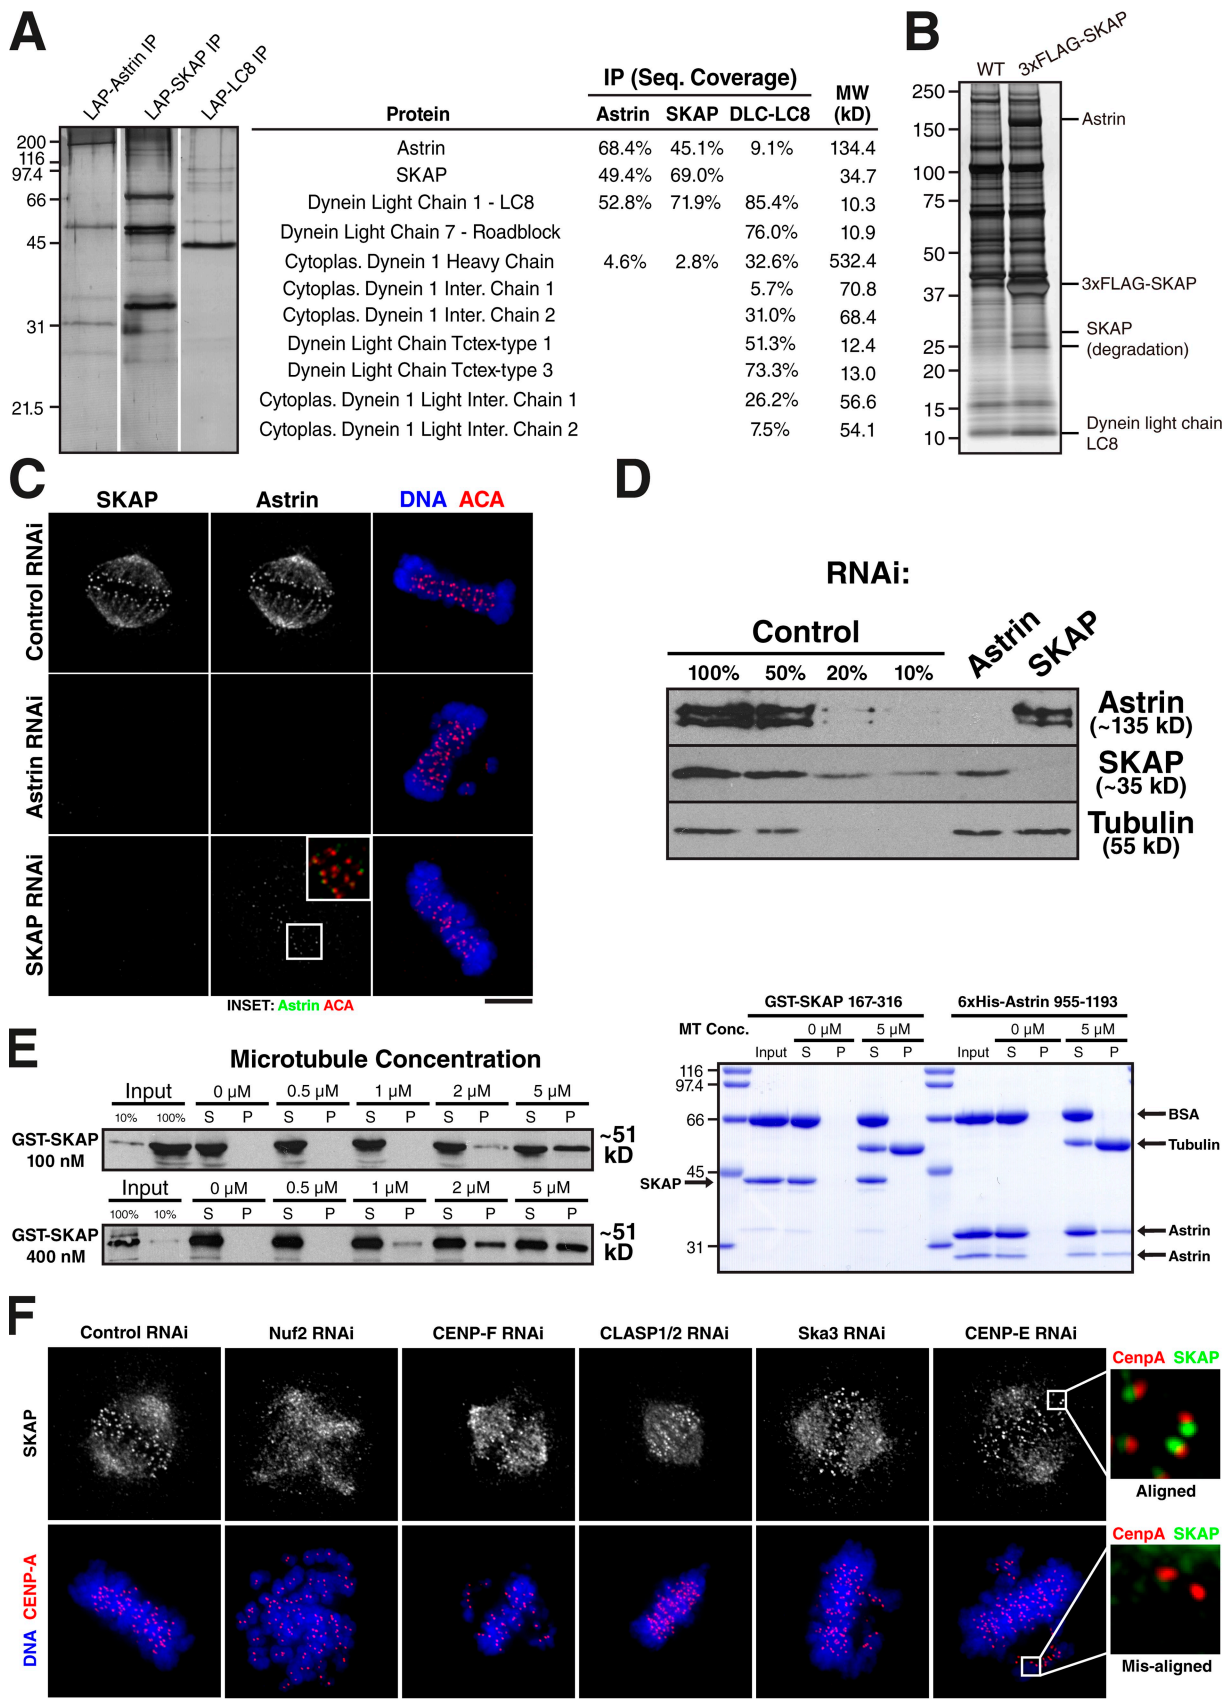 A
LAP-Astrin IP
LAP-SKAP IP
LAP-LC8 IP
200
116
97.4
66
45
31
21.5
IP (Seq. Coverage)
Protein Astrin SKAP DLC-LC8 MW (kD)
Astrin 68.4% 45.1% 9.1% 134.4
SKAP 49.4% 69.0% 34.7
Dynein Light Chain 1 - LC8 52.8% 71.9% 85.4% 10.3
Dynein Light Chain 7 - Roadblock 76.0% 10.9
Cytoplas. Dynein 1 Heavy Chain 4.6% 2.8% 32.6% 532.4
Cytoplas. Dynein 1 Inter. Chain 1 5.7% 70.8
Cytoplas. Dynein 1 Inter. Chain 2 31.0% 68.4
Dynein Light Chain Tctex-type 1 51.3% 12.4
Dynein Light Chain Tctex-type 3 73.3% 13.0
Cytoplas. Dynein 1 Light Inter. Chain 1 26.2% 56.6
Cytoplas. Dynein 1 Light Inter. Chain 2 7.5% 54.1
B
WT 3xFLAG-SKAP
250
150
100
75
50
37
25
20
15
10
Astrin
3xFLAG-SKAP
SKAP
(degradation)
Dynein light chain
LC8
C
SKAP Astrin DNA ACA
Control RNAi
Astrin RNAi
SKAP RNAi
INSET: Astrin ACA
D
RNAi:
Control Astrin SKAP
100% 50% 20% 10%
Astrin
(~135 kD)
SKAP
(~35 kD)
Tubulin
(55 kD)
E
Microtubule Concentration
Input 0 µM 0.5 µM 1 µM 2 µM 5 µM
10% 100% S P S P S P S P S P
GST-SKAP
100 nM
~51
kD
Input 0 µM 0.5 µM 1 µM 2 µM 5 µM
100% 10% S P S P S P S P S P
GST-SKAP
400 nM
~51
kD
GST-SKAP 167-316 6xHis-Astrin 955-1193
MT Conc. 0 µM 5 µM 0 µM 5 µM
Input S P S P Input S P S P
116
97.4
66
45
31
SKAP
BSA
Tubulin
Astrin
Astrin
F
Control RNAi Nuf2 RNAi CENP-F RNAi CLASP1/2 RNAi Ska3 RNAi CENP-E RNAi
SKAP
CenpA SKAP
Aligned
DNA CENP-A
CenpA SKAP
Mis-aligned